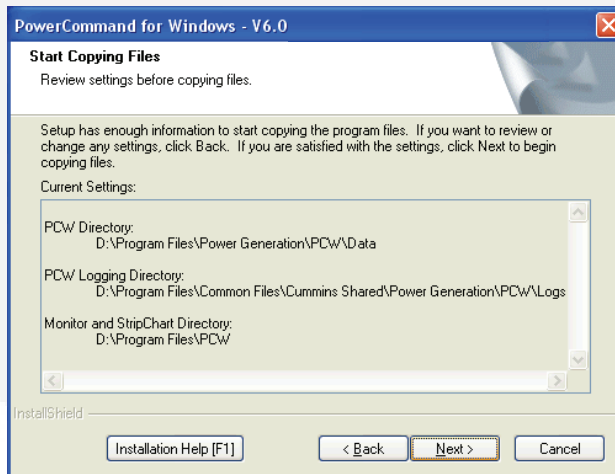 PowerCommand for Windows - V6.0
Start Copying Files
Review settings before copying files.
Setup has enough information to start copying the program files. If you want to review or
change any settings, click Back. If you are satisfied with the settings, click Next to begin
copying files.
Current Settings:
PCW Directory:
D:\Program Files\Power Generation\PCW\Data
PCW Logging Directory:
D:\Program Files\Common Files\Cummins Shared\Power Generation\PCW\Logs
Monitor and StripChart Directory:
D:\Program Files\PCW
InstallShield
Installation Help [F1]
< Back
Next >
Cancel